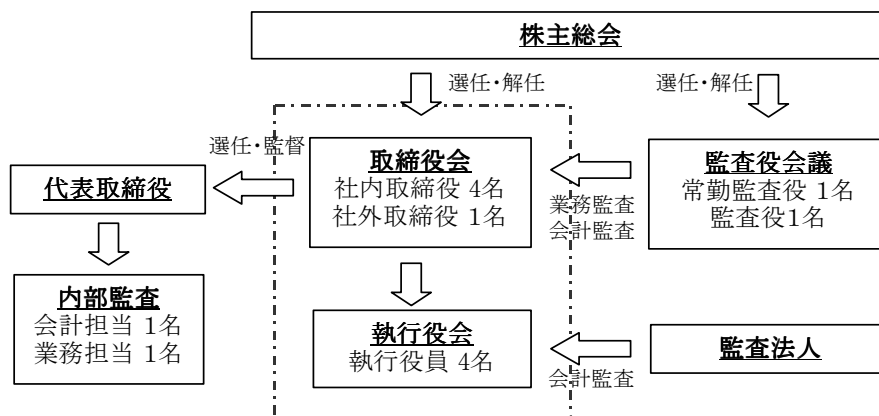 株主総会
選任・解任
選任・解任
選任・監督
取締役会
社内取締役 4名
社外取締役 1名
監査役会議
常勤監査役 1名
監査役1名
代表取締役
業務監査
会計監査
内部監査
会計担当 1名
業務担当 1名
執行役会
執行役員 4名
監査法人
会計監査